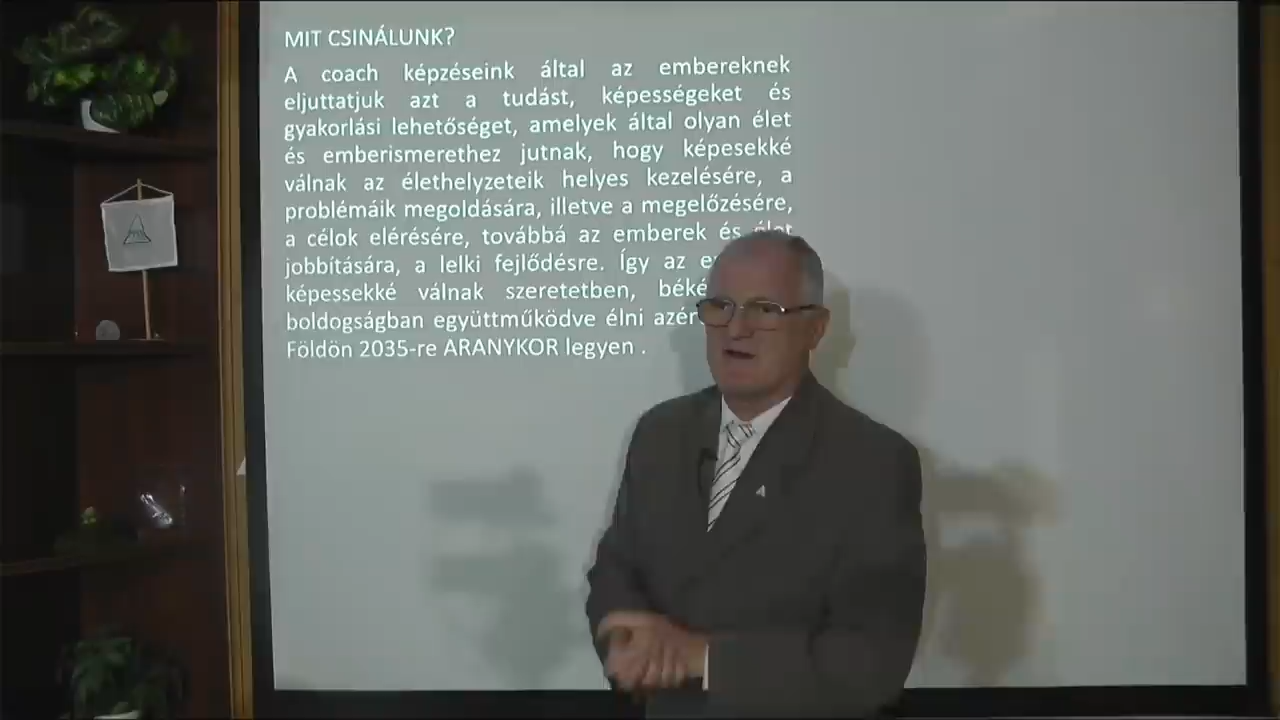 MIT CSINÁLUNK?
A coach képzéseink által az embereknek
eljuttatjuk azt a tudást, képességeket és
gyakorlási lehetőséget, amelyek által olyan élet
és emberismerethez jutnak, hogy képesekké
válnak az élethelyzeteik helyes kezelésére, a
problémáik megoldására, illetve a megelőzésére,
a célok elérésére, továbbá az emberek és élet
jobbítására, a lelki fejlődésre. Így az
képessekké válnak szeretetben,
boldogságban együttműködve élni
Földön 2035-re ARANYKOR legyen .